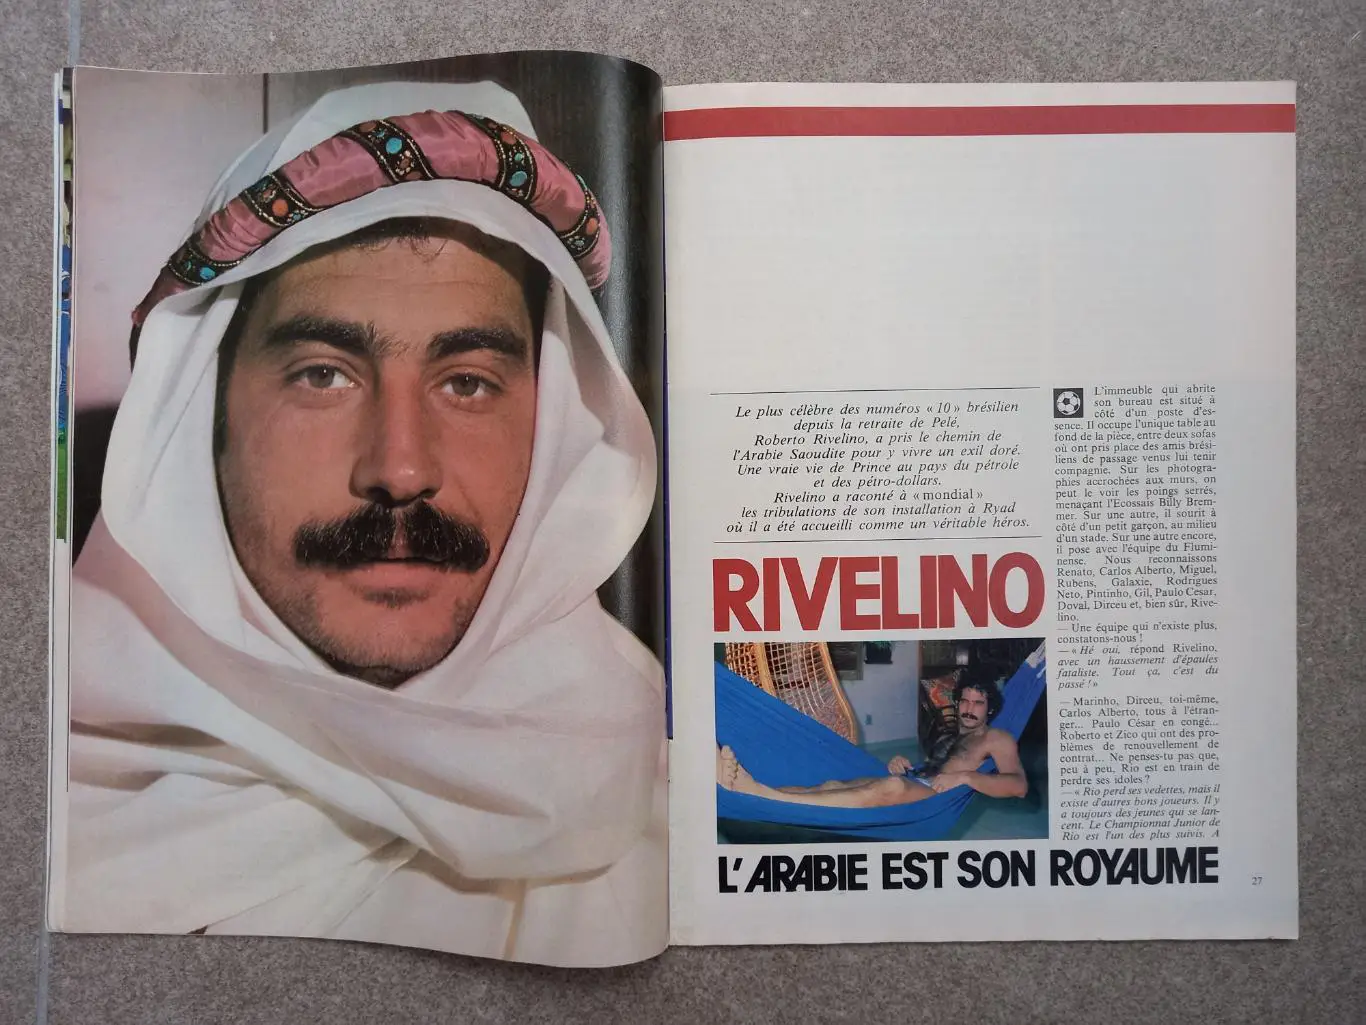 Le plus célèbre des numéros « 10 » brésilien
depuis la retraite de Pelé,
Roberto Rivelino, a pris le chemin de
l'Arabie Saoudite pour y vivre un exil doré.
Une vraie vie de Prince au pays du pétrole
et des pétro-dollars.
Rivelino a raconté à « mondial »
les tribulations de son installation à Ryad
où il a été accueilli comme un véritable héros.
RIVELINO
L'ARABIE EST SON ROYAUME
L'immeuble qui abrite
son bureau est situé à
côté d'un poste d'es-
sence. Il occupe l'unique table au
fond de la pièce, entre deux sofas
où ont pris place des amis brési-
liens de passage venus lui tenir
compagnie. Sur les photogra-
phies accrochées aux murs, on
peut le voir les poings serrés,
menaçant l'Ecossais Billy Brem-
mer. Sur une autre, il sourit à
côté d'un petit garçon, au milieu
d'un stade. Sur une autre encore,
il pose avec l'équipe du Flumi-
nense. Nous reconnaissons
Renato, Carlos Alberto, Miguel,
Rubens, Galaxie, Rodrigues
Neto, Pintinho, Gil, Paulo Cesar,
Doval, Dirceu et, bien sûr, Rive-
lino.
— Une équipe qui n'existe plus,
constatons-nous !
— « Hé oui, répond Rivelino,
avec un haussement d'épaules
fataliste. Tout ça, c'est du
passé ! »
— Marinho, Dirceu, toi-même,
Carlos Alberto, tous à l'étran-
ger... Paulo César en congé...
Roberto et Zico qui ont des pro-
blèmes de renouvellement de
contrat... Ne penses-tu pas que,
peu à peu, Rio est en train de
perdre ses idoles ?
— « Rio perd ses vedettes, mais il
existe d'autres bons joueurs. Il y
a toujours des jeunes qui se lan-
cent. Le Championnat Junior de
Rio est l'un des plus suivis. A
27